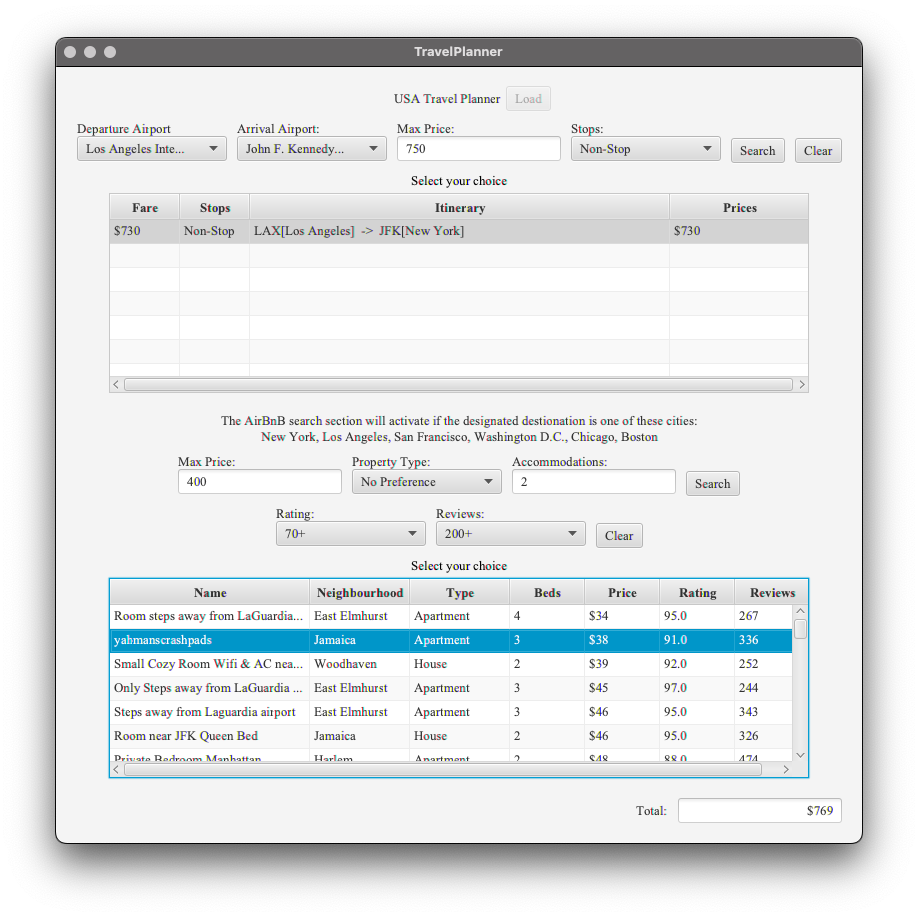 TravelPlanner
USA Travel Planner Load
Departure Airport Arrival Airport: Max Price: Stops:
Los Angeles Inte... John F. Kennedy... 750 Non-Stop Search Clear
Select your choice
Fare Stops Itinerary Prices
$730 Non-Stop LAX[Los Angeles] -> JFK[New York] $730
The AirBnB search section will activate if the designated destionation is one of these cities:
New York, Los Angeles, San Francisco, Washington D.C., Chicago, Boston
Max Price: Property Type: Accommodations:
400 No Preference 2 Search
Rating: Reviews:
70+ 200+ Clear
Select your choice
Name Neighbourhood Type Beds Price Rating Reviews
Room steps away from LaGuardia... East Elmhurst Apartment 4 $34 95.0 267
yahmanscrashpads Jamaica Apartment 3 $38 91.0 336
Small Cozy Room Wifi & AC nea... Woodhaven House 2 $39 92.0 252
Only Steps away from LaGuardia ... East Elmhurst Apartment 3 $45 97.0 244
Steps away from Laguardia airport East Elmhurst Apartment 3 $46 95.0 343
Room near JFK Queen Bed Jamaica House 2 $46 95.0 326
Private Bedroom Manhattan Harlem Apartment 2 $48 88.0 474
Total: $769